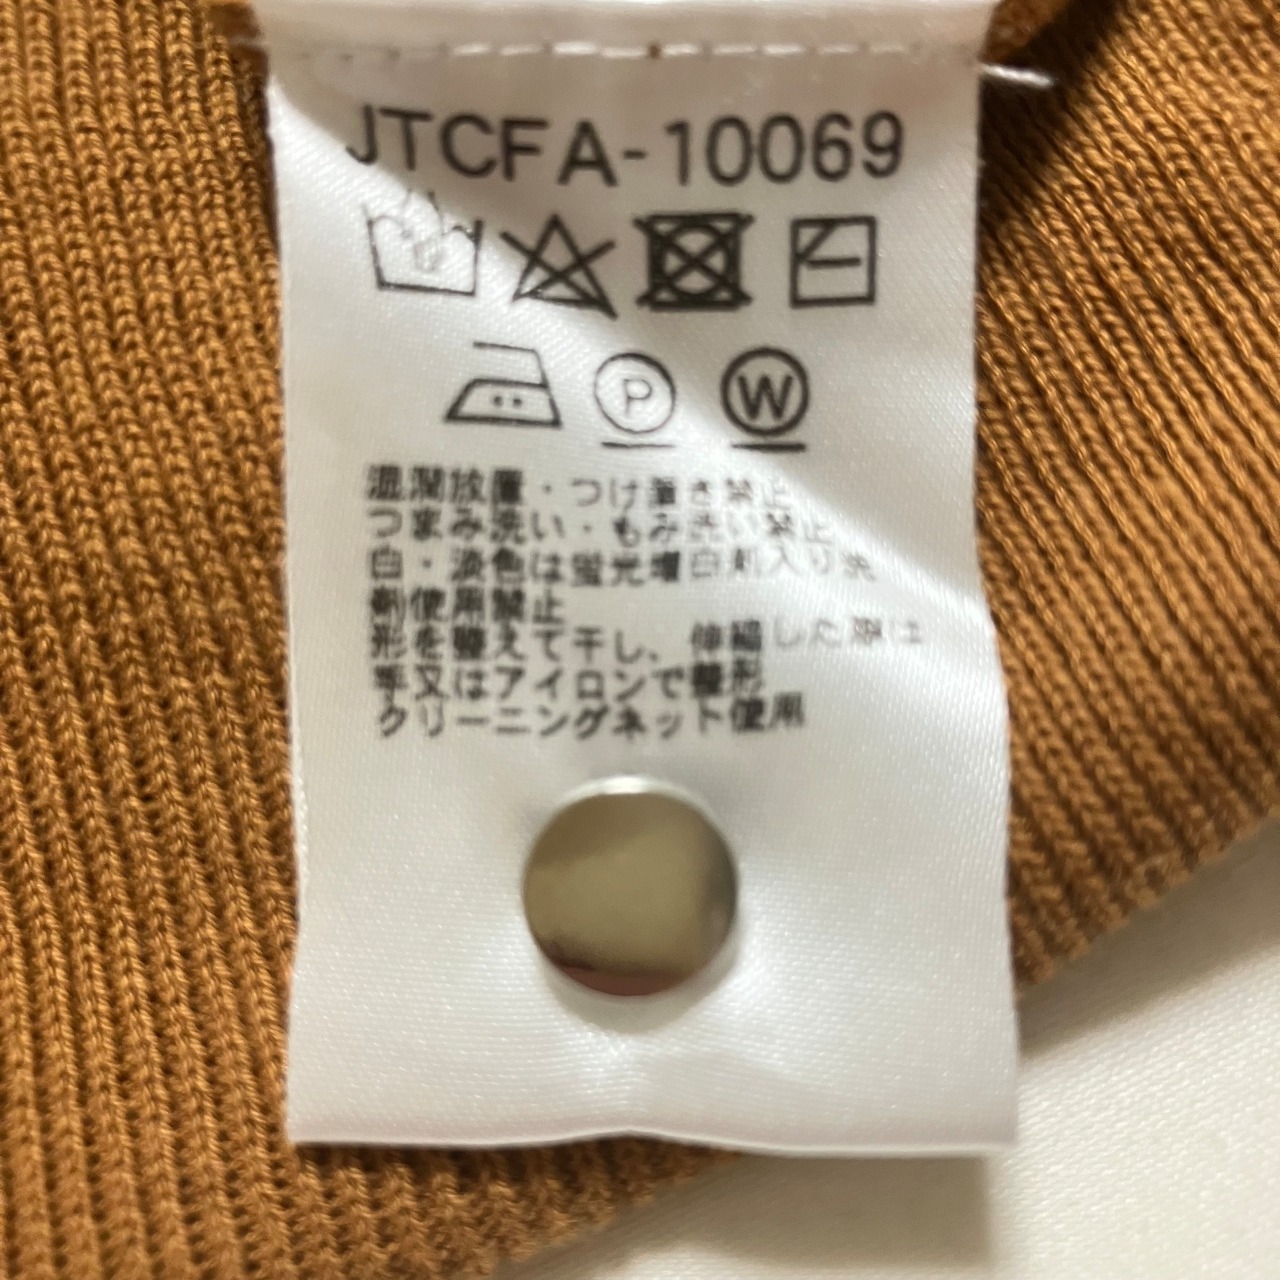 JTCFA-10069
P W
湿潤放置・つけ置き禁止
つまみ洗い・もみ洗い禁止
白・淡色は蛍光増白剤入り洗
剤使用禁止
形を整えて干し、伸縮した際は
手又はアイロンで整形
クリーニングネット使用